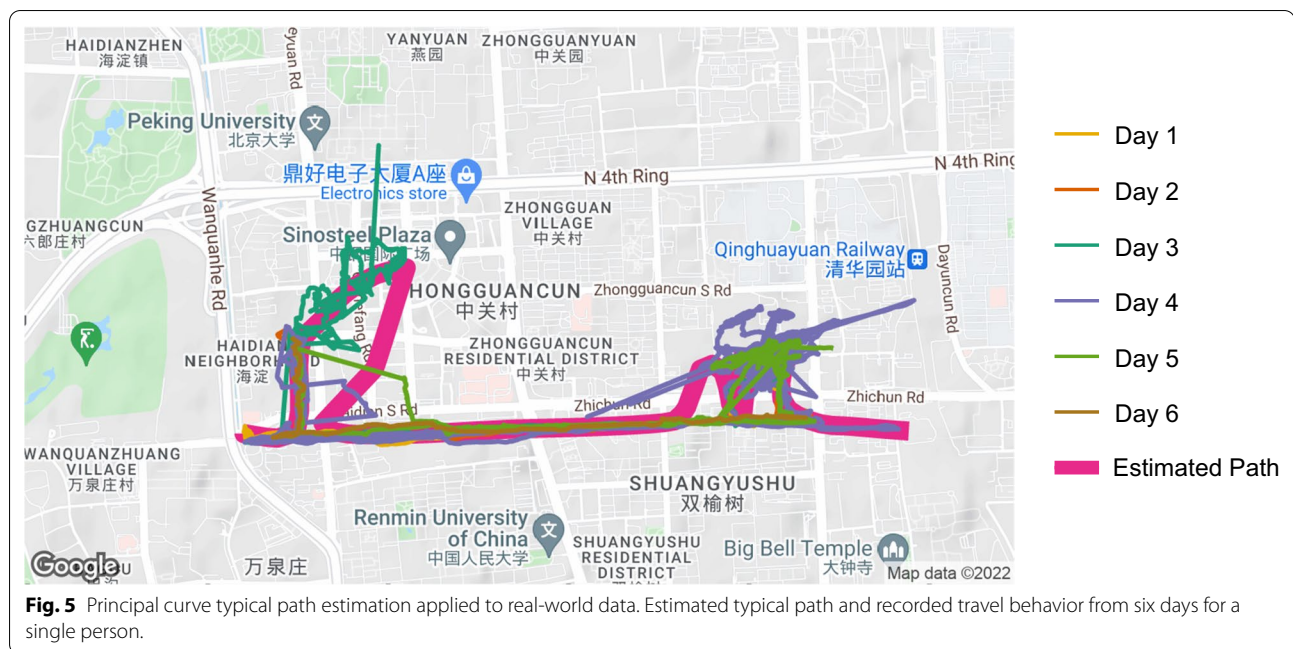 HAIDIANZHEN
海淀镇
eyuan Rd
YANYUAN
燕园
ZHONGGUANYUAN
中关园
Peking University
北京大学
鼎好电子大厦A座
Electronics store
N 4th Ring
N 4th Ring
Wanquanhe Rd
GZHUANGCUN
六郎庄村
ZHONGGUAN
VILLAGE
中关村
Sinosteel Plaza
Qinghuayuan Railway
清华园站
Dayuncun Rd
HONGGUANCUN
中关村
Zhongguancun S Rd
HAIDIAN
海淀
ZHONGGUANCUN
RESIDENTIAL DISTRICT
中关村
Zhichun Rd
Zhichun Rd
WANQUANZHUANG
VILLAGE
万泉庄村
SHUANGYUSHU
双榆树
Renmin University
of China
中国人民大学
SHUANGYUSHU
RESIDENTIAL
DISTRICT
Big Bell Temple
大钟寺
万泉庄
Google
Map data ©2022
Day 1
Day 2
Day 3
Day 4
Day 5
Day 6
Estimated Path
Fig. 5 Principal curve typical path estimation applied to real-world data. Estimated typical path and recorded travel behavior from six days for a
single person.